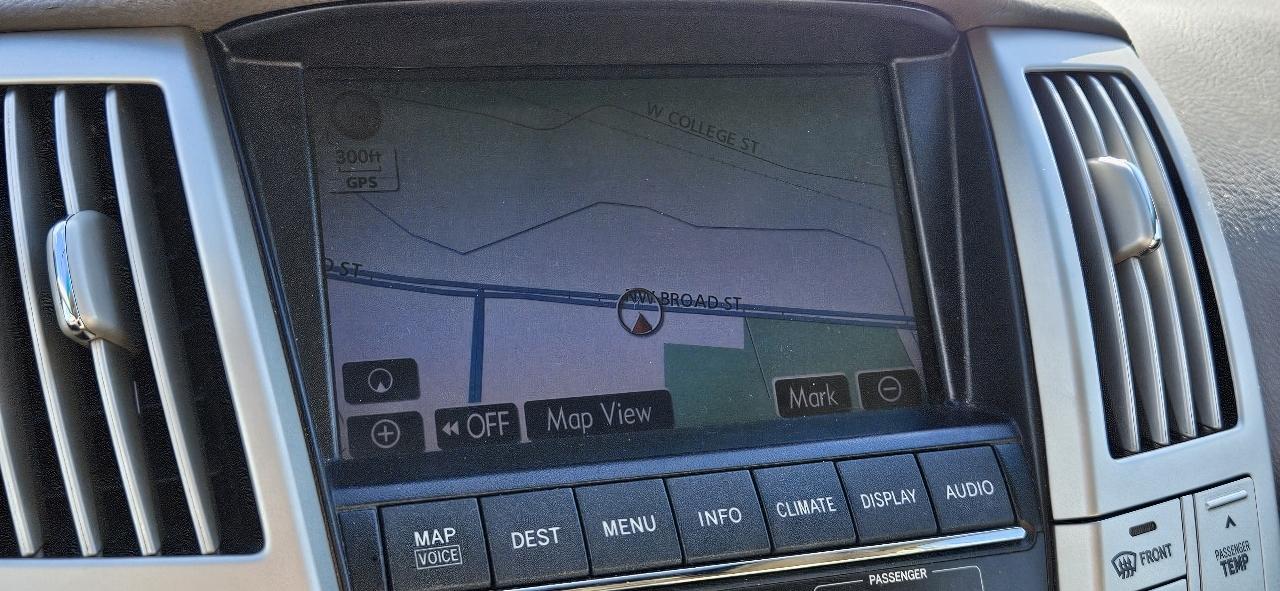 W COLLEGE ST
300ft
GPS
D ST
NW BROAD ST
OFF
Map View
Mark
MAP
VOICE
DEST
MENU
INFO
CLIMATE
DISPLAY
AUDIO
PASSENGER
FRONT
PASSENGER
TEMP